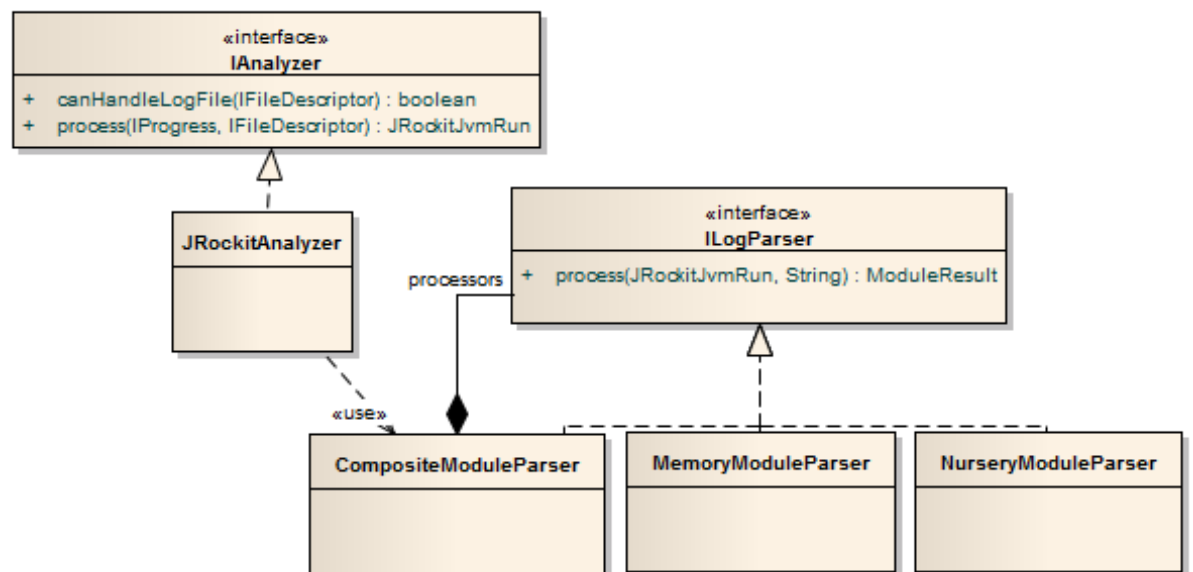 «interface»
IAnalyzer
+ canHandleLogFile(IFileDescriptor) : boolean
+ process(IProgress, IFileDescriptor) : JRockitJvmRun
JRockitAnalyzer
«interface»
ILogParser
processors
+ process(JRockitJvmRun, String) : ModuleResult
«use»
CompositeModuleParser
MemoryModuleParser
NurseryModuleParser